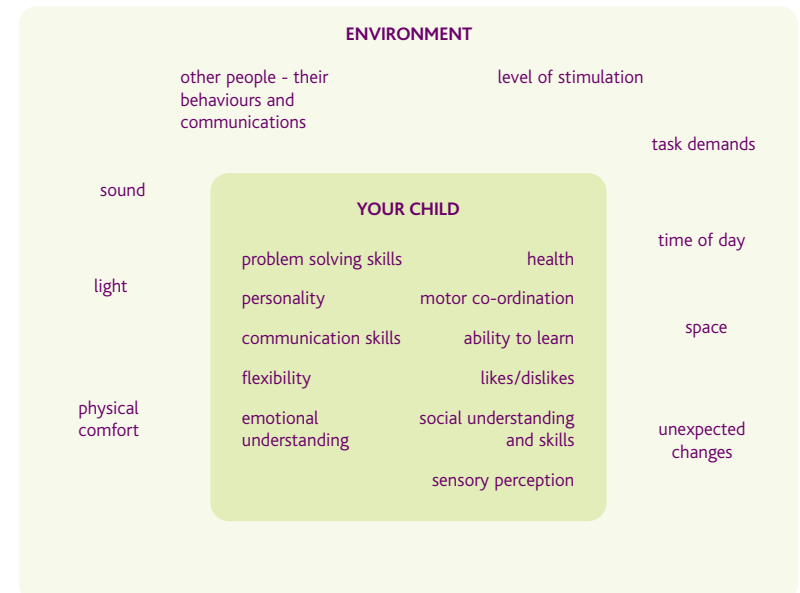 ENVIRONMENT
other people - their
behaviours and
communications
level of stimulation
task demands
sound
light
physical
comfort
YOUR CHILD
problem solving skills
personality
communication skills
flexibility
emotional
understanding
health
motor co-ordination
ability to learn
likes/dislikes
social understanding
and skills
sensory perception
time of day
space
unexpected
changes